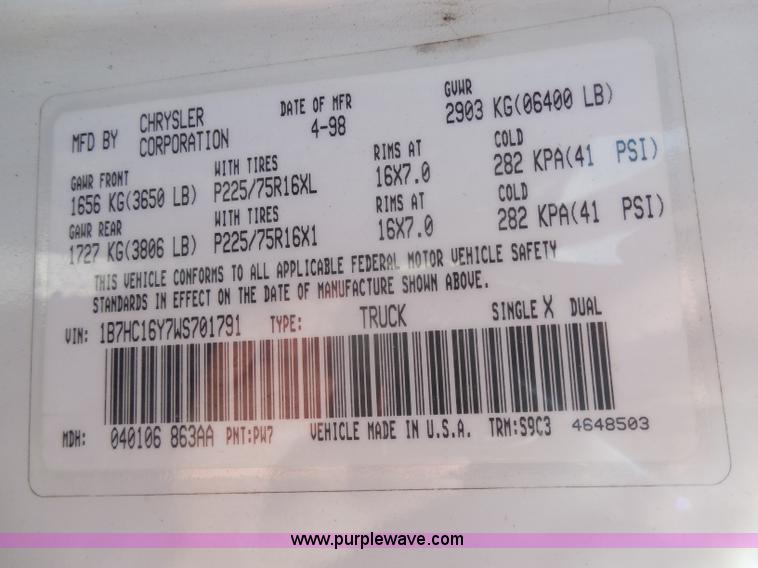 MFD BY CHRYSLER CORPORATION DATE OF MFR 4-98 GVWR 2903 KG(06400 LB)
GAWR FRONT WITH TIRES RIMS AT COLD
1656 KG(3650 LB) P225/75R16XL 16X7.0 282 KPA(41 PSI)
GAWR REAR WITH TIRES RIMS AT COLD
1727 KG(3806 LB) P225/75R16X1 16X7.0 282 KPA(41 PSI)
THIS VEHICLE CONFORMS TO ALL APPLICABLE FEDERAL MOTOR VEHICLE SAFETY
STANDARDS IN EFFECT ON THE DATE OF MANUFACTURE SHOWN ABOVE.
VIN: 1B7HC16Y7WS701791 TYPE: TRUCK SINGLE X DUAL
MDH: 040106 863AA PNT:PW7 VEHICLE MADE IN U.S.A. TRM:S9C3 4648503
www.purplewave.com